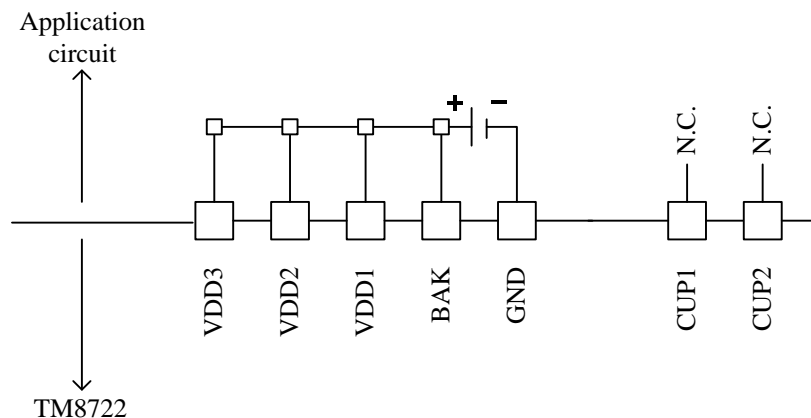 Application
circuit
+ −
N.C.
N.C.
VDD3
VDD2
VDD1
BAK
GND
CUP1
CUP2
TM8722